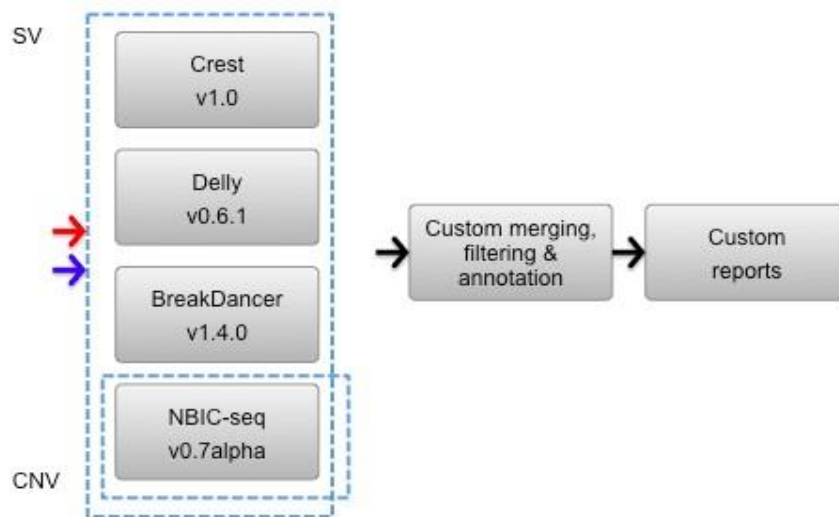 SV
Crest
v1.0
Delly
v0.6.1
BreakDancer
v1.4.0
NBIC-seq
v0.7alpha
CNV
Custom merging,
filtering &
annotation
Custom
reports